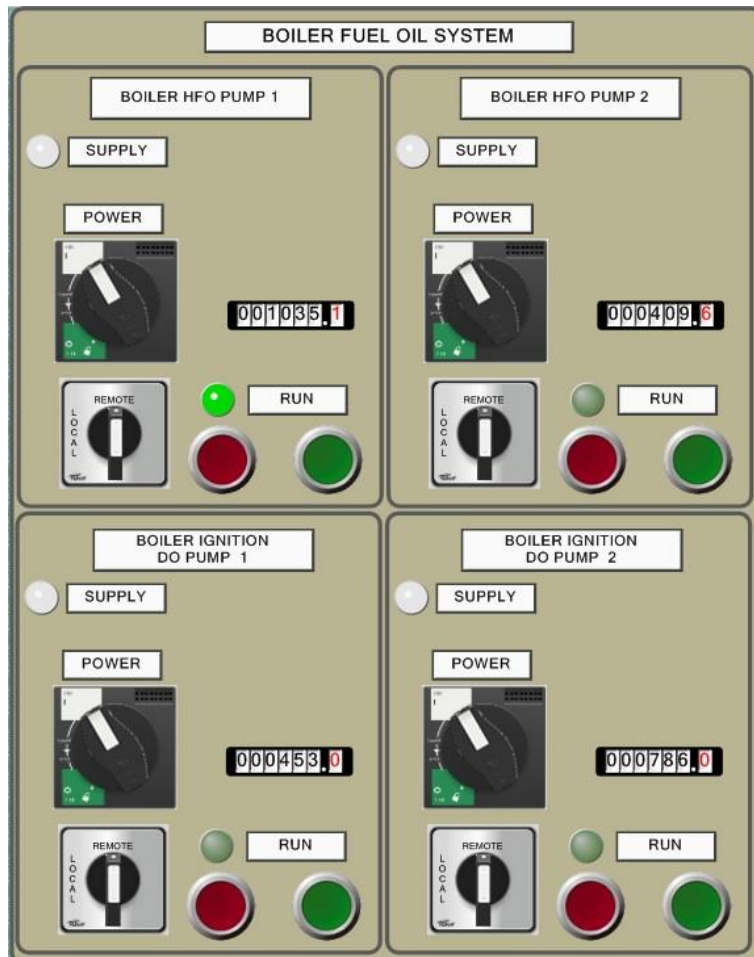 BOILER FUEL OIL SYSTEM
BOILER HFO PUMP 1
SUPPLY
POWER
I
001035.1
O
REMOTE
LOCAL
RUN
BOILER HFO PUMP 2
SUPPLY
POWER
I
000409.6
O
REMOTE
LOCAL
RUN
BOILER IGNITION
DO PUMP 1
SUPPLY
POWER
I
000453.0
O
REMOTE
LOCAL
RUN
BOILER IGNITION
DO PUMP 2
SUPPLY
POWER
I
000786.0
O
REMOTE
LOCAL
RUN